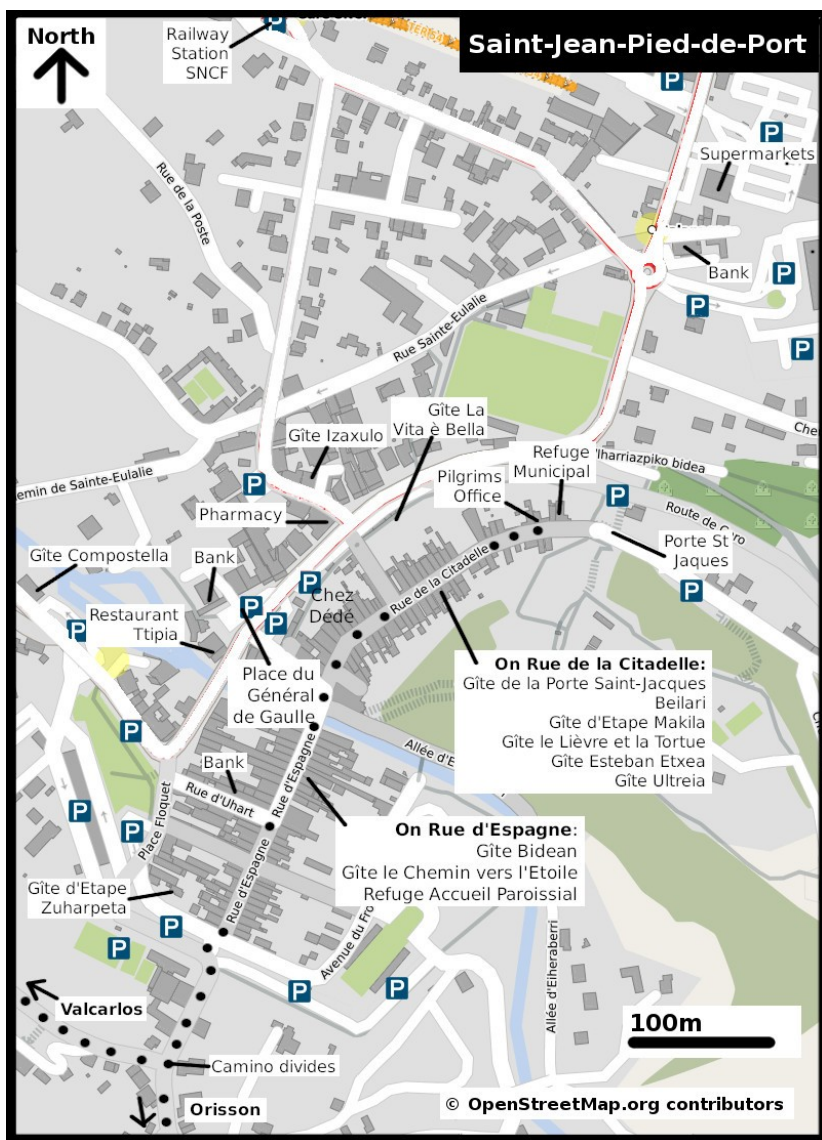 North
Railway
Station
SNCF
P
Saint-Jean-Pied-de-Port
P
P
Supermarkets
Rue de la Poste
Bank
P
P
P
Rue Sainte-Eulalie
Gîte La
Vita è Bella
Gîte Izaxulo
Refuge
Municipal
Pilgrims
Office
P
Pharmacy
P
Route de Caro
Porte St
Jaques
Gîte Compostella
Bank
P
Chez
Dédé
Rue de la Citadelle
P
Restaurant
Ttipia
P
P
P
Place du
Général
de Gaulle
On Rue de la Citadelle:
Gîte de la Porte Saint-Jacques
Beilari
Gîte d'Etape Makila
Gîte le Lièvre et la Tortue
Gîte Esteban Etxea
Gîte Ultreia
P
Bank
Rue d'Espagne
Rue d'Uhart
P
P
Place Floquet
On Rue d'Espagne:
Gîte Bidean
Gîte le Chemin vers l'Etoile
Refuge Accueil Paroissial
Gîte d'Etape
Zuharpeta
Rue d'Espagne
P
P
P
P
Allée d'Eiheraberri
Valcarlos
100m
Camino divides
Orisson
© OpenStreetMap.org contributors